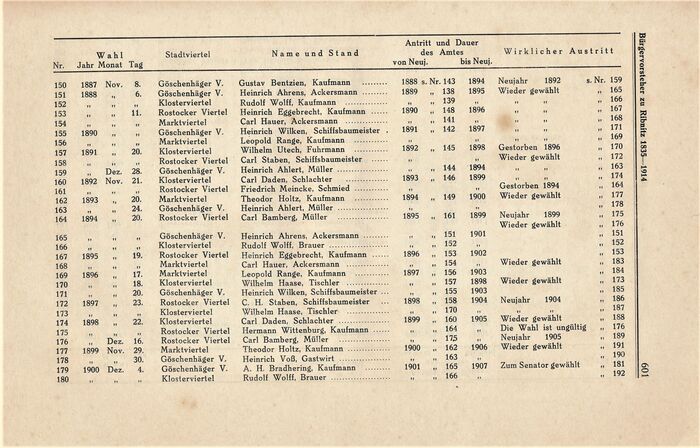 Bürgervorsteher zu Ribnitz 1835—1914
601
Wahl Antritt und Dauer des Amtes
Nr. Jahr Monat Tag Stadtviertel Name und Stand von Neuj. bis Neuj. Wirklicher Austritt
150 1887 Nov. 8. Göschenhäger V. Gustav Bentzien, Kaufmann 1888 s. Nr. 143 1894 Neujahr 1892 s. Nr. 159
151 1888 „ 6. Göschenhäger V. Heinrich Ahrens, Ackersmann 1889 „ 138 1895 Wieder gewählt „ 165
152 „ „ „ Klosterviertel Rudolf Wolff, Kaufmann „ „ 139 „ „ „ 166
153 „ „ 11. Rostocker Viertel Heinrich Eggebrecht, Kaufmann 1890 „ 148 1896 „ „ 167
154 „ „ „ Marktviertel Carl Hauer, Ackersmann „ „ 141 „ „ „ 168
155 1890 „ „ Göschenhäger V. Heinrich Wilken, Schiffsbaumeister 1891 „ 142 1897 „ „ 171
156 „ „ „ Marktviertel Leopold Range, Kaufmann „ „ „ „ 169
157 1891 „ 20. Klosterviertel Wilhelm Utech, Fuhrmann 1892 „ 145 1898 Gestorben 1896 „ 170
158 „ „ „ Rostocker Viertel Carl Staben, Schiffsbaumeister „ „ „ Wieder gewählt „ 172
159 „ Dez. 28. Göschenhäger V. Heinrich Ahlert, Müller „ „ 144 1894 „ „ 163
160 1892 Nov. 21. Klosterviertel Carl Daden, Schlachter 1893 „ 146 1899 „ „ 174
161 „ „ „ Rostocker Viertel Friedrich Meincke, Schmied „ „ „ Gestorben 1894 „ 164
162 1893 „ 20. Marktviertel Theodor Holtz, Kaufmann 1894 „ 149 1900 Wieder gewählt „ 177
163 „ „ 24. Göschenhäger V. Heinrich Ahlert, Müller „ „ „ „ 178
164 1894 „ 20. Rostocker Viertel Carl Bamberg, Müller 1895 „ 161 1899 Neujahr 1899 „ 175
Wieder gewählt „ 176
165 „ „ „ Göschenhäger V. Heinrich Ahrens, Ackersmann „ „ 151 1901 „ „ 151
166 „ „ „ Klosterviertel Rudolf Wolff, Brauer „ „ 152 „ „ „ 152
167 1895 „ 19. Rostocker Viertel Heinrich Eggebrecht, Kaufmann 1896 „ 153 1902 „ „ 153
168 „ „ „ Marktviertel Carl Hauer, Ackersmann „ „ 154 „ Wieder gewählt „ 183
169 1896 „ 17. Marktviertel Leopold Range, Kaufmann 1897 „ 156 1903 „ „ 184
170 „ „ 18. Klosterviertel Wilhelm Haase, Tischler „ „ 157 1898 Wieder gewählt „ 173
171 „ „ 20. Göschenhäger V. Heinrich Wilken, Schiffsbaumeister „ „ 155 1903 „ „ 185
172 1897 „ 23. Rostocker Viertel C. H. Staben, Schiffsbaumeister 1898 „ 158 1904 Neujahr 1904 „ 186
173 „ „ „ Klosterviertel Wilhelm Haase, Tischler „ „ 170 „ „ „ 187
174 1898 „ 22. Klosterviertel Carl Daden, Schlachter 1899 „ 160 1905 Wieder gewählt „ 188
175 „ „ „ Rostocker Viertel Hermann Wittenburg, Kaufmann „ „ 164 „ Die Wahl ist ungültig „ 176
176 „ Dez. 16. Rostocker Viertel Carl Bamberg, Müller „ „ 175 „ Neujahr 1905 „ 189
177 1899 Nov. 29. Marktviertel Theodor Holtz, Kaufmann 1900 „ 162 1906 Wieder gewählt „ 191
178 „ „ 30. Göschenhäger V. Heinrich Voß, Gastwirt „ „ 163 „ „ 190
179 1900 Dez. 4. Göschenhäger V. A. H. Bradhering, Kaufmann 1901 „ 165 1907 Zum Senator gewählt „ 181
180 „ „ „ Klosterviertel Rudolf Wolff, Brauer „ „ 166 „ „ 192